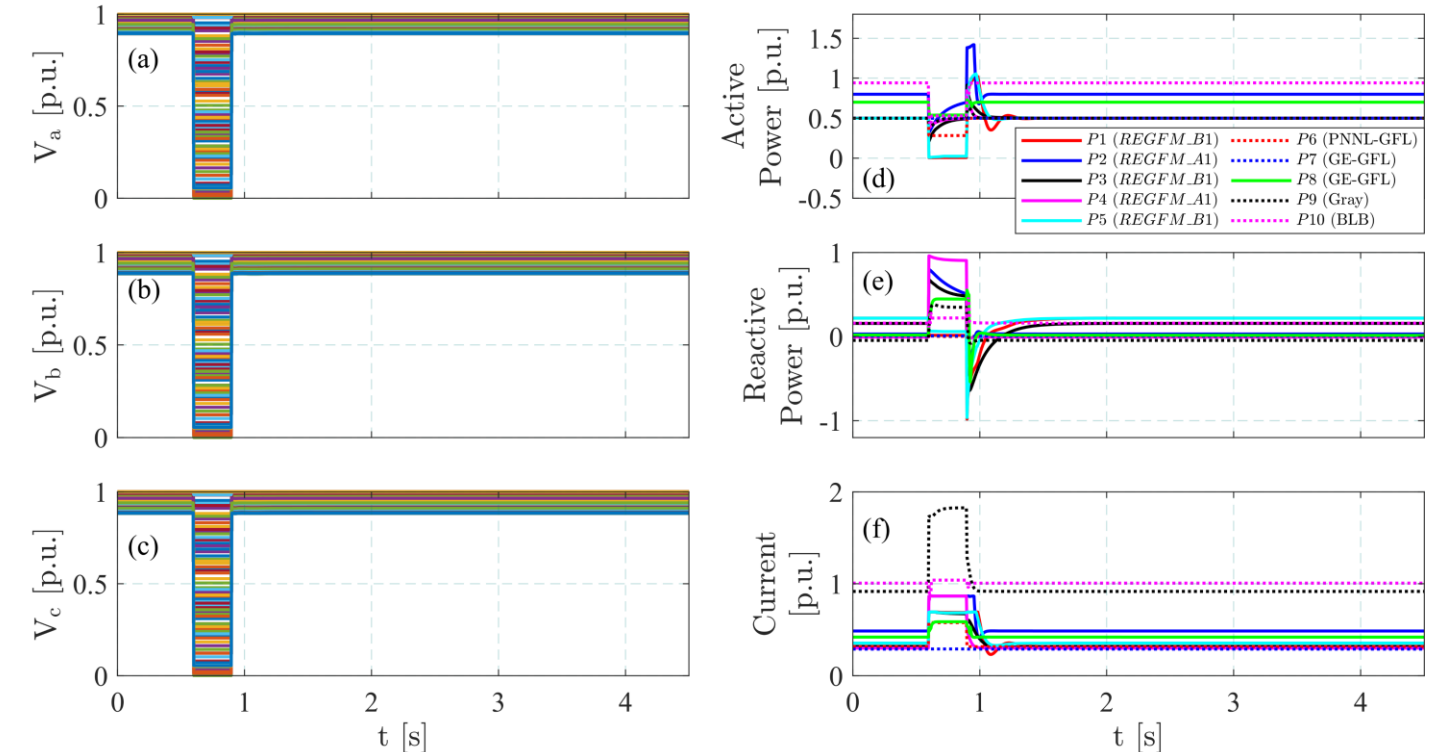 1
0.5
0
V_a [p.u.]
(a)
1
0.5
0
V_b [p.u.]
(b)
1
0.5
0
V_c [p.u.]
(c)
0 1 2 3 4
t [s]
1.5
1
0.5
0
-0.5
Active
Power [p.u.]
(d)
P1 (REGFM_B1) P6 (PNNL-GFL)
P2 (REGFM_A1) P7 (GE-GFL)
P3 (REGFM_B1) P8 (GE-GFL)
P4 (REGFM_A1) P9 (Gray)
P5 (REGFM_B1) P10 (BLB)
1
0
-1
Reactive
Power [p.u.]
(e)
2
1
0
Current
[p.u.]
(f)
0 1 2 3 4
t [s]